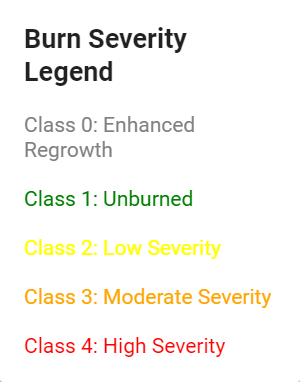 Burn Severity
Legend
Class 0: Enhanced
Regrowth
Class 1: Unburned
Class 2: Low Severity
Class 3: Moderate Severity
Class 4: High Severity